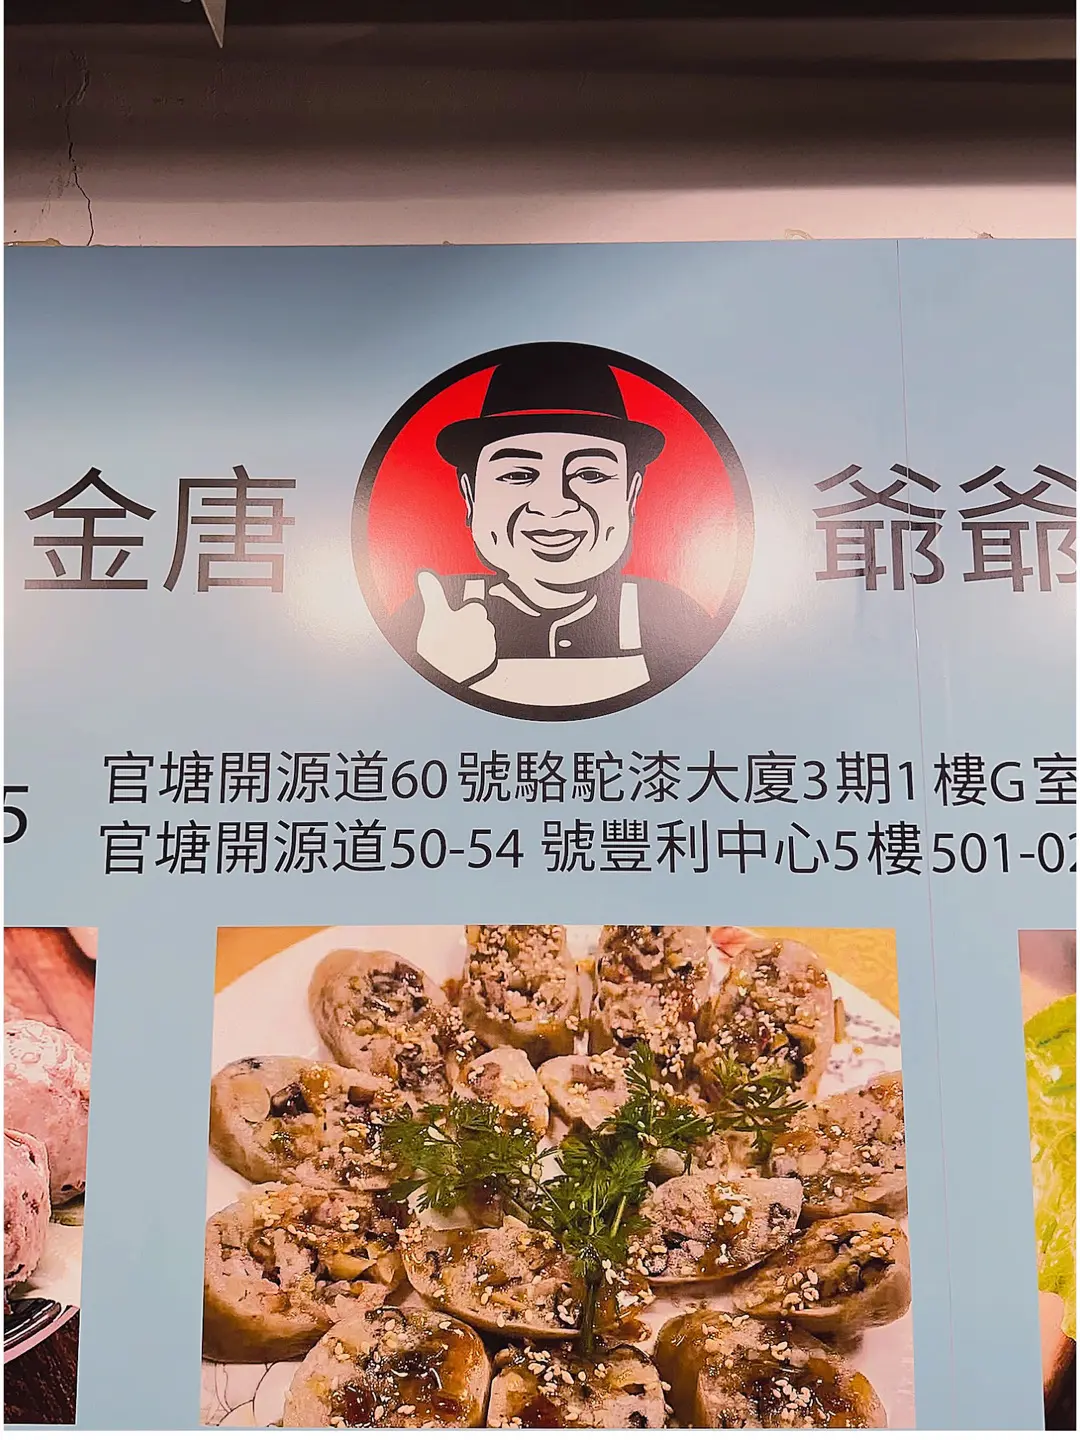 金唐 爺爺
5
官塘開源道60號駱駝漆大廈3期1樓G室
官塘開源道50-54號豐利中心5樓501-02